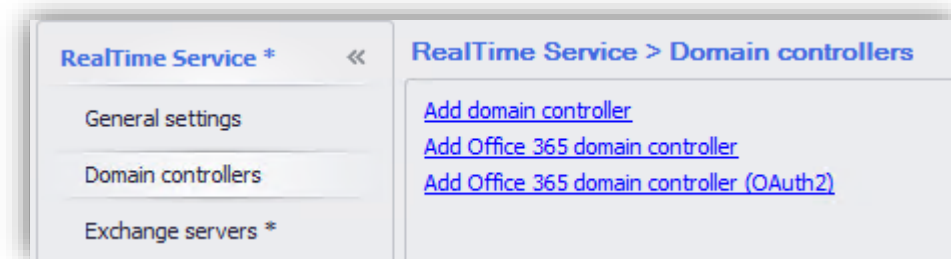 RealTime Service *
General settings
Domain controllers
Exchange servers *
RealTime Service > Domain controllers
Add domain controller
Add Office 365 domain controller
Add Office 365 domain controller (OAuth2)